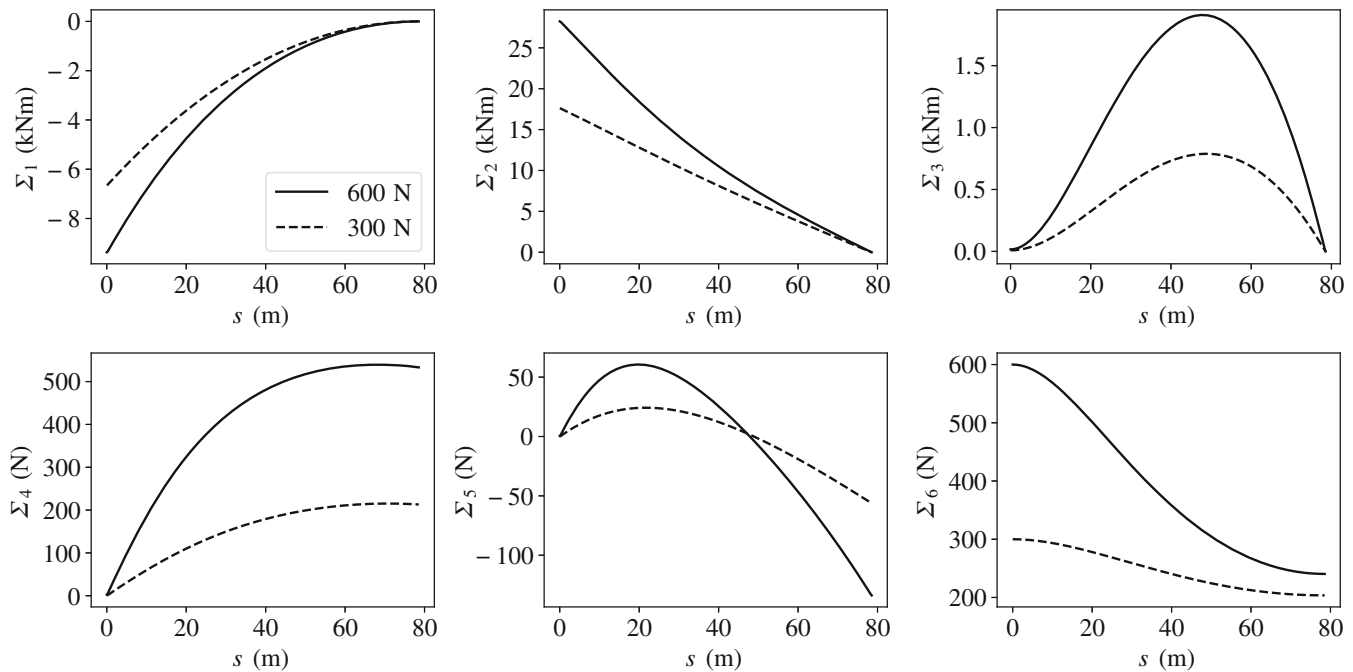 0
− 2
− 4
− 6
− 8
Σ1 (kNm)
600 N
300 N
0 20 40 60 80
s (m)
25
20
15
10
5
0
Σ2 (kNm)
0 20 40 60 80
s (m)
1.5
1.0
0.5
0.0
Σ3 (kNm)
0 20 40 60 80
s (m)
500
400
300
200
100
0
Σ4 (N)
0 20 40 60 80
s (m)
50
0
− 50
− 100
Σ5 (N)
0 20 40 60 80
s (m)
600
500
400
300
200
Σ6 (N)
0 20 40 60 80
s (m)